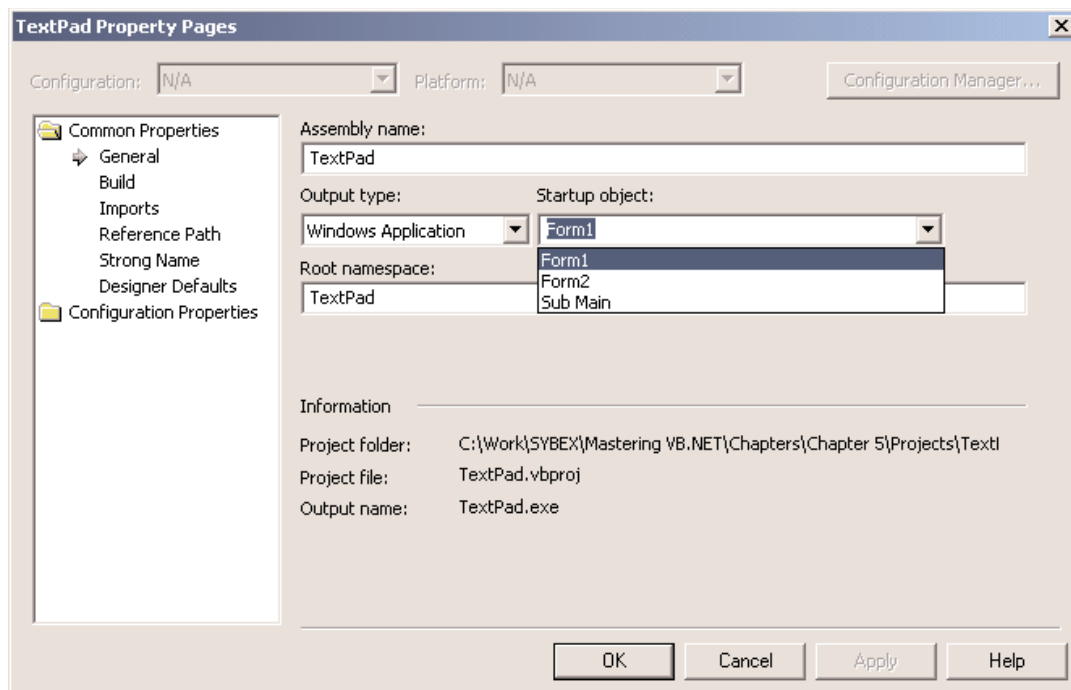 TextPad Property Pages
Configuration: N/A Platform: N/A Configuration Manager...
Common Properties
General
Build
Imports
Reference Path
Strong Name
Designer Defaults
Configuration Properties
Assembly name:
TextPad
Output type: Startup object:
Windows Application Form1
Form1
Form2
Sub Main
Root namespace:
TextPad
Information
Project folder: C:\Work\SYBEX\Mastering VB.NET\Chapters\Chapter 5\Projects\Textl
Project file: TextPad.vbproj
Output name: TextPad.exe
OK Cancel Apply Help